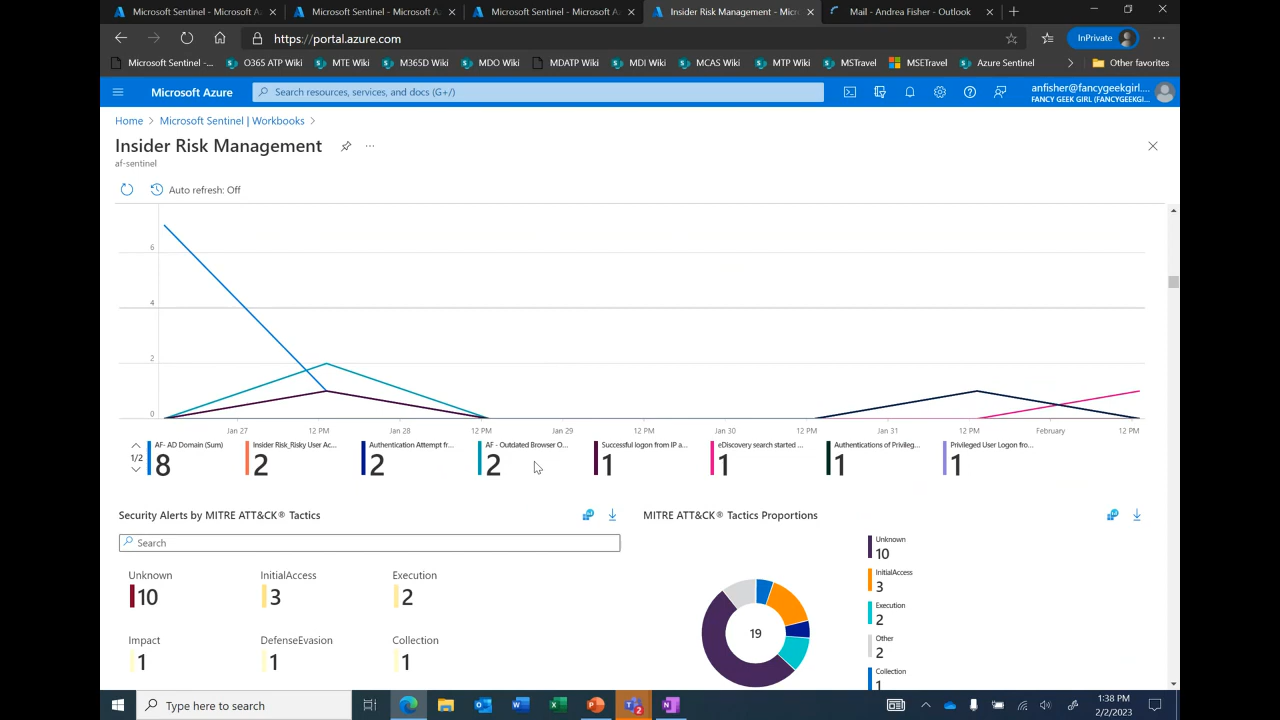 Microsoft Sentinel - Microsoft Az
Microsoft Sentinel - Microsoft A
Microsoft Sentinel - Microsoft A
Insider Risk Management - Micr
Mail - Andrea Fisher - Outlook
https://portal.azure.com
InPrivate
Microsoft Sentinel -...
O365 ATP Wiki
MTE Wiki
M365D Wiki
MDO Wiki
MDATP Wiki
MDI Wiki
MCAS Wiki
MTP Wiki
MSTravel
MSETravel
Azure Sentinel
Other favorites
Microsoft Azure
Search resources, services, and docs (G+/)
anfisher@fancygeekgirl....
FANCY GEEK GIRL (FANCYGEEKGI...
Home > Microsoft Sentinel | Workbooks >
Insider Risk Management
af-sentinel
Auto refresh: Off
6
4
2
0
Jan 27 12 PM Jan 28 12 PM Jan 29 12 PM Jan 30 12 PM Jan 31 12 PM February 12 PM
1/2
AF- AD Domain (Sum)
8
Insider Risk_Risky User Ac...
2
Authentication Attempt fr...
2
AF - Outdated Browser O...
2
Successful logon from IP a...
1
eDiscovery search started ...
1
Authentications of Privileg...
1
Privileged User Logon fro...
1
Security Alerts by MITRE ATT&CK® Tactics
Search
Unknown
10
InitialAccess
3
Execution
2
Impact
1
DefenseEvasion
1
Collection
1
MITRE ATT&CK® Tactics Proportions
19
Unknown
10
InitialAccess
3
Execution
2
Other
2
Collection
1
Type here to search
2
1:38 PM
2/2/2023